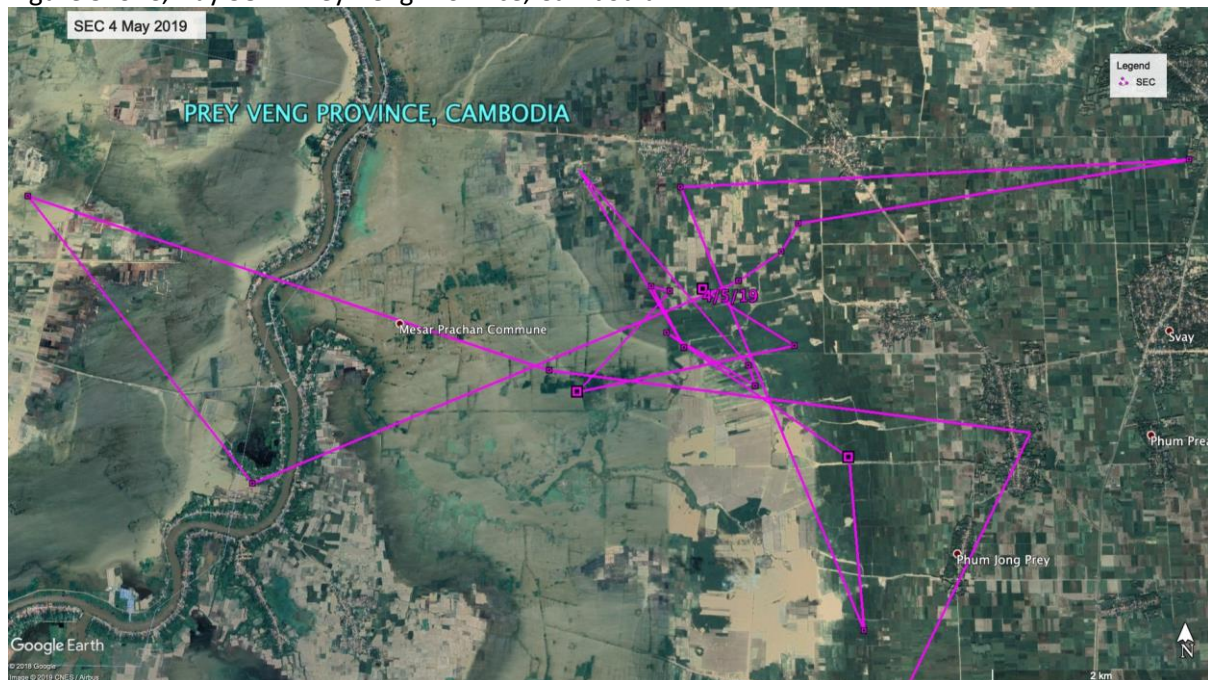 SEC 4 May 2019
Legend
SEC
PREY VENG PROVINCE, CAMBODIA
4/5/19
Mesar Prachan Commune
Svay
Phum Prea
Phum Jong Prey
Google Earth
© 2018 Google
Image © 2019 CNES / Airbus
N
2 km